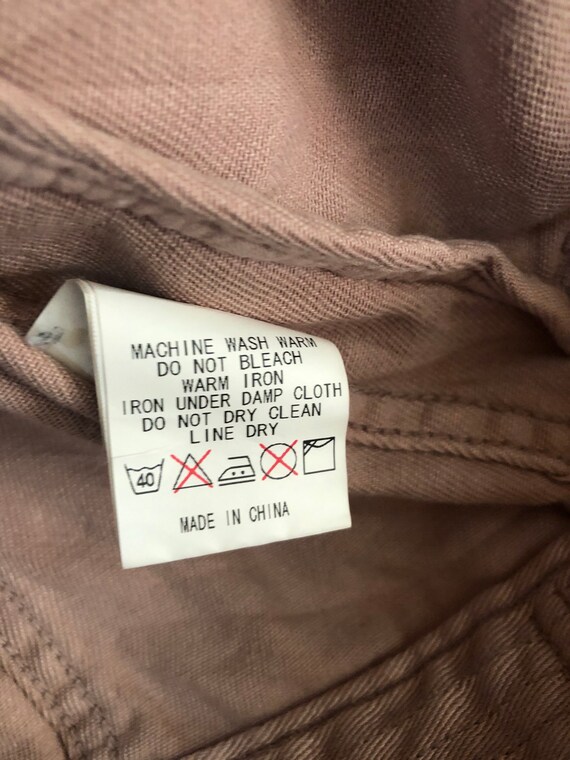 MACHINE WASH WARM
DO NOT BLEACH
WARM IRON
IRON UNDER DAMP CLOTH
DO NOT DRY CLEAN
LINE DRY
40
MADE IN CHINA